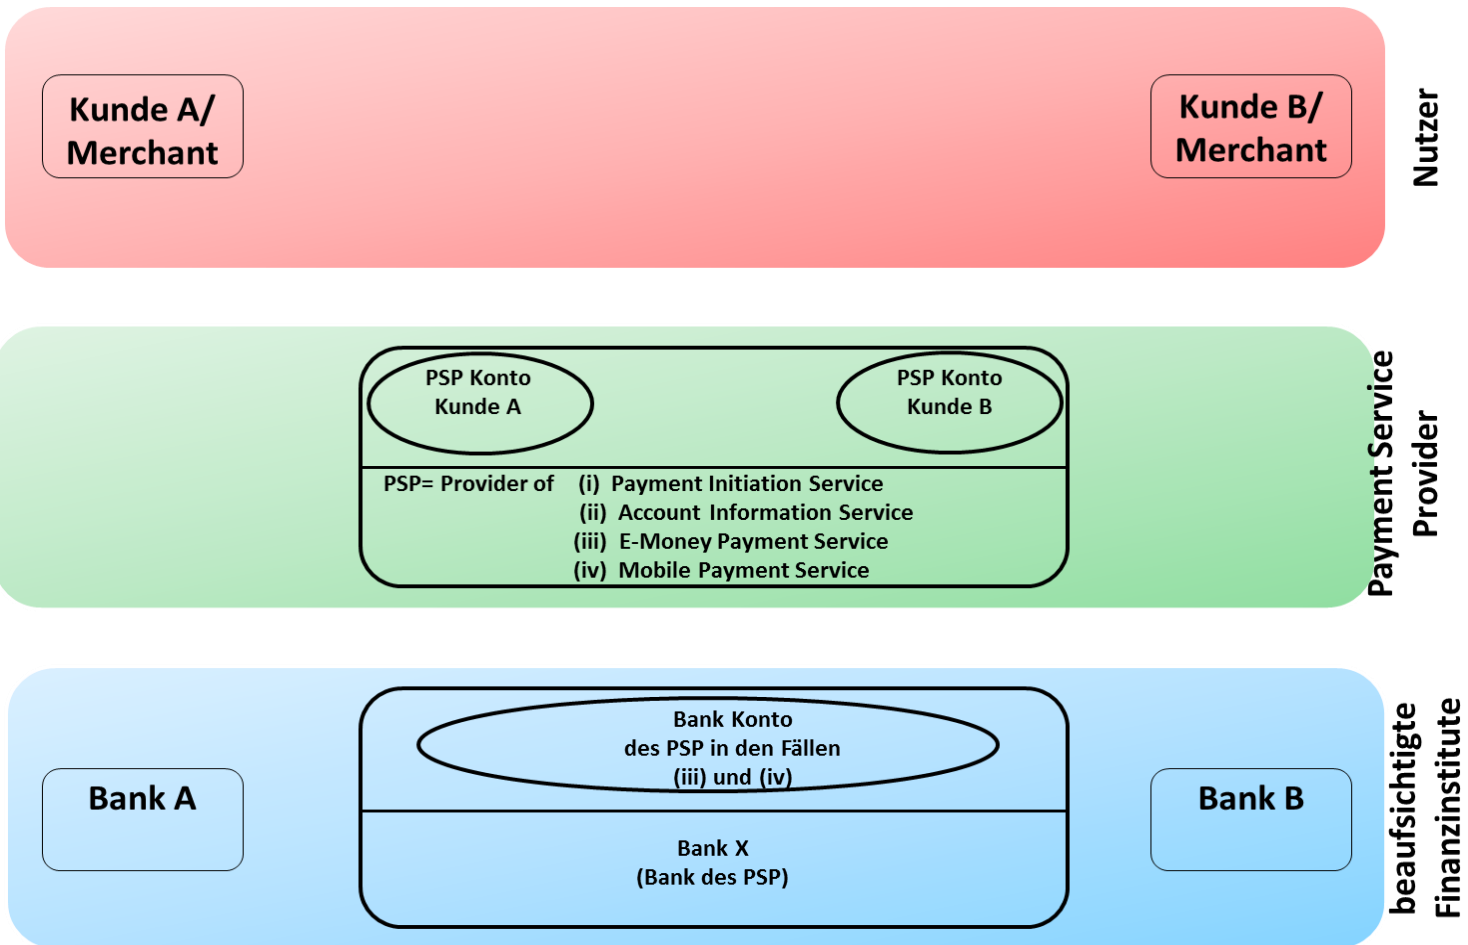 Kunde A/
Merchant
Kunde B/
Merchant
Nutzer
PSP Konto
Kunde A
PSP Konto
Kunde B
PSP= Provider of (i) Payment Initiation Service
(ii) Account Information Service
(iii) E-Money Payment Service
(iv) Mobile Payment Service
Payment Service
Provider
Bank A
Bank Konto
des PSP in den Fällen
(iii) und (iv)
Bank X
(Bank des PSP)
Bank B
beaufsichtigte
Finanzinstitute